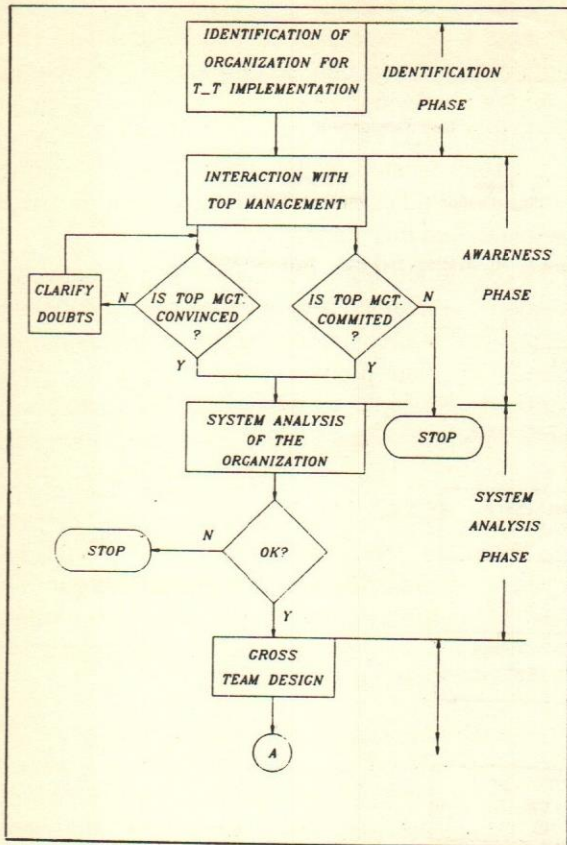 IDENTIFICATION OF
ORGANIZATION FOR
T_T IMPLEMENTATION
IDENTIFICATION
PHASE
INTERACTION WITH
TOP MANAGEMENT
AWARENESS
PHASE
CLARIFY
DOUBTS
N
IS TOP MGT.
CONVINCED
?
Y
IS TOP MGT.
COMMITED
?
N
Y
SYSTEM ANALYSIS
OF THE
ORGANIZATION
STOP
SYSTEM
ANALYSIS
PHASE
STOP
N
OK?
Y
GROSS
TEAM DESIGN
A